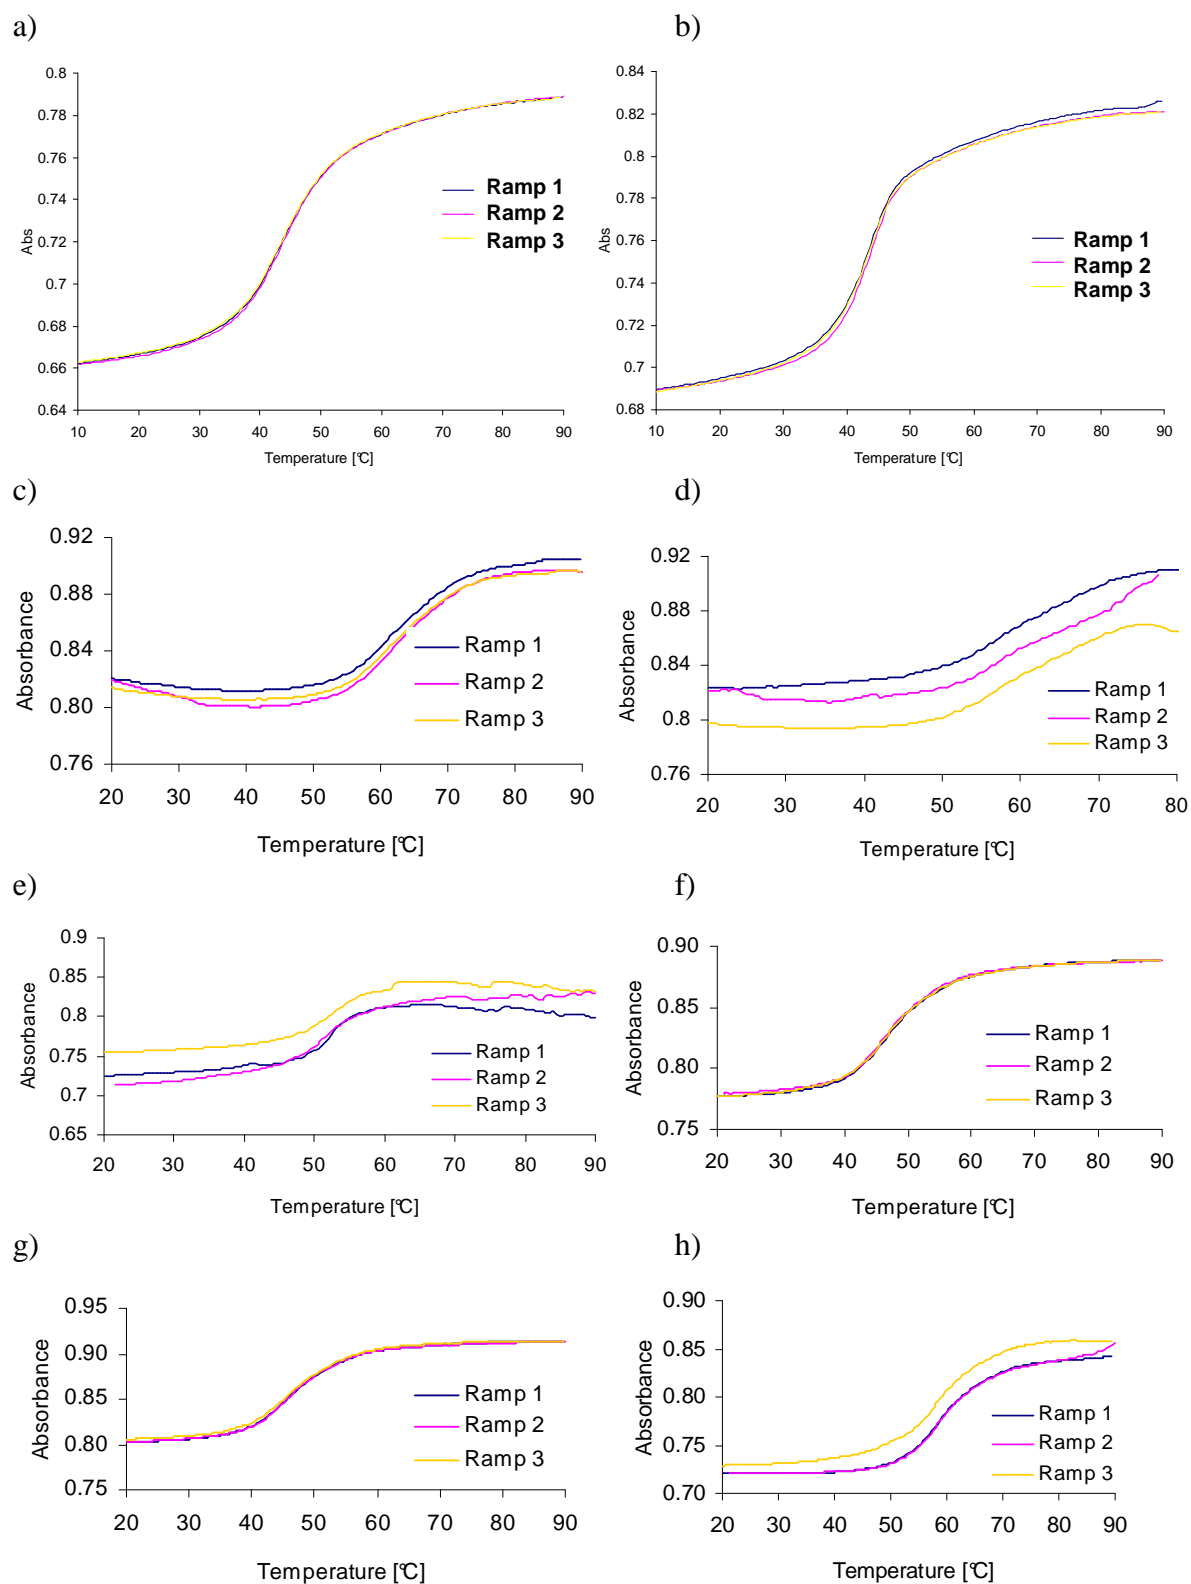 a)
b)
0.8
0.78
0.76
0.74
0.72
0.7
0.68
0.66
0.64
Abs
10 20 30 40 50 60 70 80 90
Temperature [°C]
Ramp 1
Ramp 2
Ramp 3
0.84
0.82
0.8
0.78
0.76
0.74
0.72
0.7
0.68
Abs
10 20 30 40 50 60 70 80 90
Temperature [°C]
Ramp 1
Ramp 2
Ramp 3
c)
d)
0.92
0.88
0.84
0.80
0.76
Absorbance
20 30 40 50 60 70 80 90
Temperature [°C]
Ramp 1
Ramp 2
Ramp 3
0.92
0.88
0.84
0.8
0.76
Absorbance
20 30 40 50 60 70 80
Temperature [°C]
Ramp 1
Ramp 2
Ramp 3
e)
f)
0.9
0.85
0.8
0.75
0.7
0.65
Absorbance
20 30 40 50 60 70 80 90
Temperature [°C]
Ramp 1
Ramp 2
Ramp 3
0.90
0.85
0.80
0.75
Absorbance
20 30 40 50 60 70 80 90
Temperature [°C]
Ramp 1
Ramp 2
Ramp 3
g)
h)
0.95
0.90
0.85
0.80
0.75
Absorbance
20 30 40 50 60 70 80 90
Temperature [°C]
Ramp 1
Ramp 2
Ramp 3
0.90
0.85
0.80
0.75
0.70
Absorbance
20 30 40 50 60 70 80 90
Temperature [°C]
Ramp 1
Ramp 2
Ramp 3